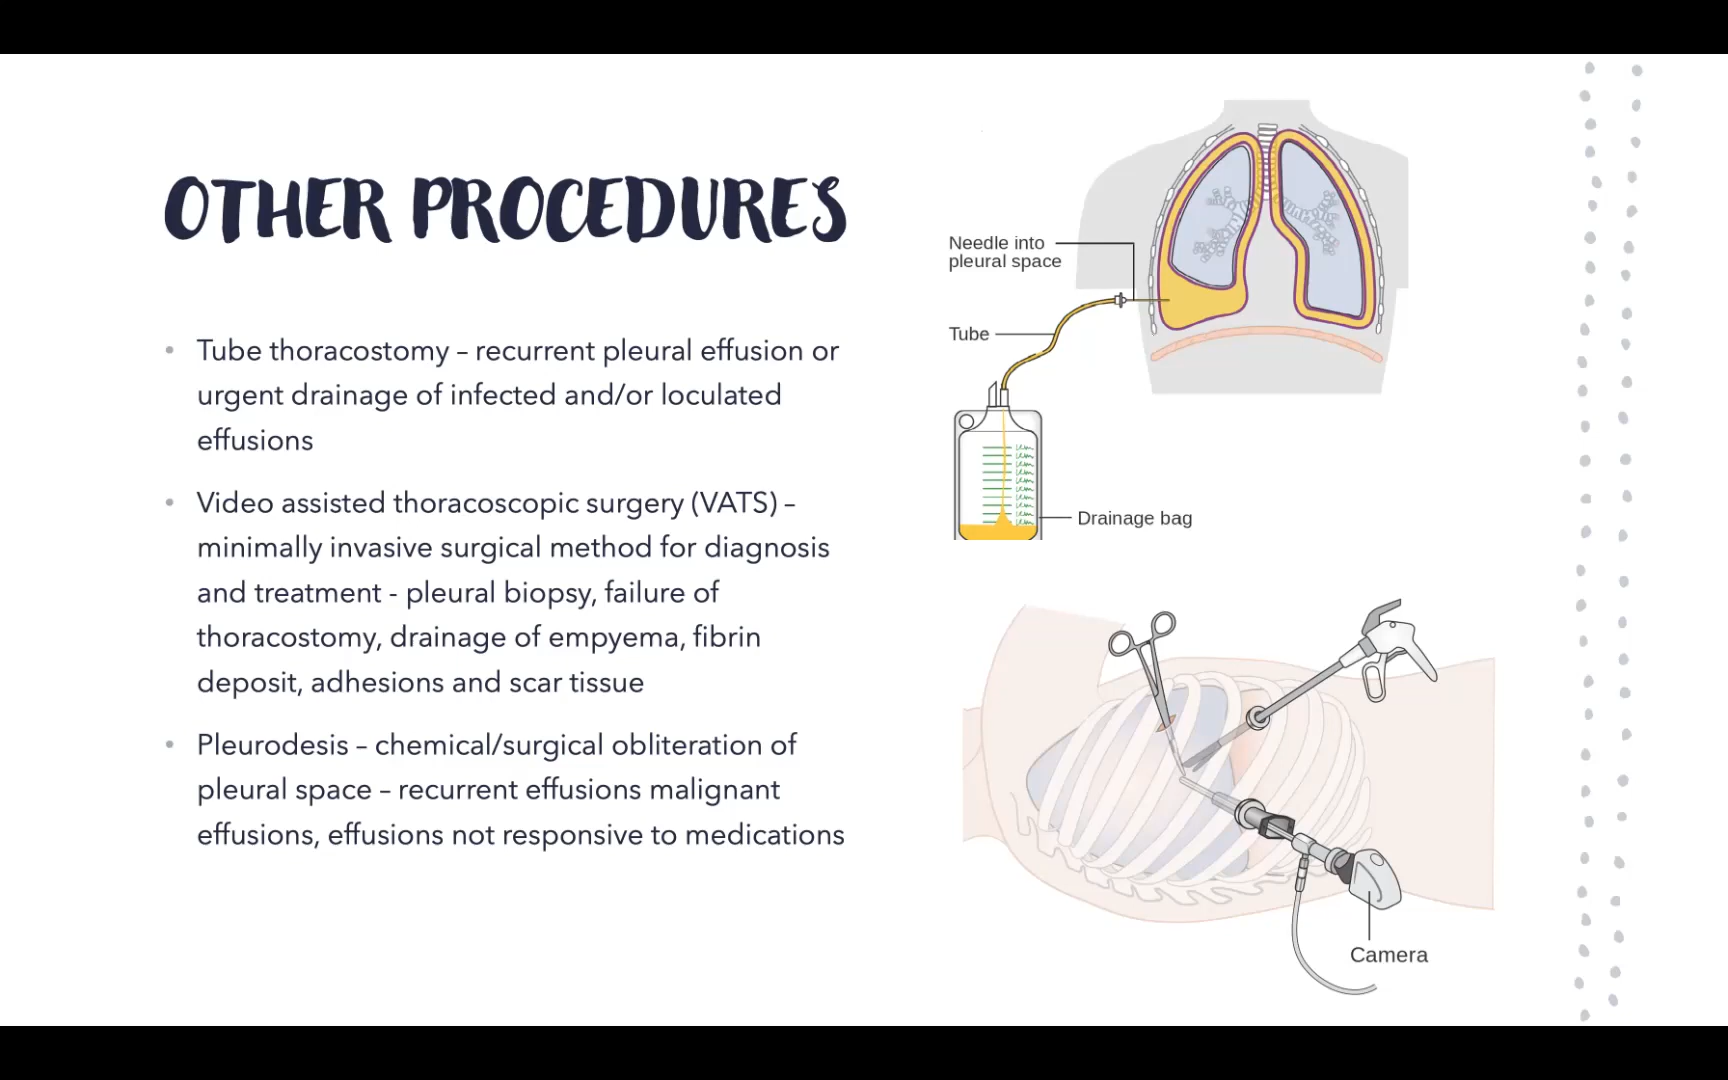 OTHER PROCEDURES
• Tube thoracostomy – recurrent pleural effusion or
urgent drainage of infected and/or loculated
effusions
• Video assisted thoracoscopic surgery (VATS) –
minimally invasive surgical method for diagnosis
and treatment - pleural biopsy, failure of
thoracostomy, drainage of empyema, fibrin
deposit, adhesions and scar tissue
• Pleurodesis – chemical/surgical obliteration of
pleural space – recurrent effusions malignant
effusions, effusions not responsive to medications
Needle into
pleural space
Tube
Drainage bag
Camera